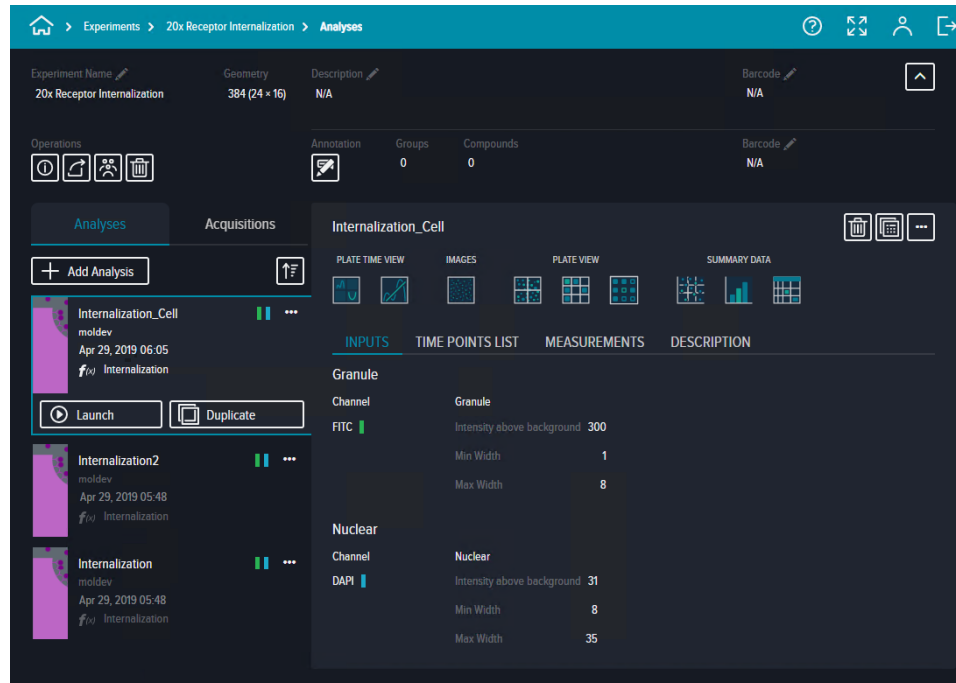 > Experiments > 20x Receptor Internalization > Analyses
Experiment Name Geometry Description Barcode
20x Receptor Internalization 384 (24 × 16) N/A N/A
Operations Annotation Groups Compounds Barcode
0 0 N/A
Analyses Acquisitions
+ Add Analysis
Internalization_Cell
moldev
Apr 29, 2019 06:05
f(x) Internalization
Launch Duplicate
Internalization2
moldev
Apr 29, 2019 05:48
f(x) Internalization
Internalization
moldev
Apr 29, 2019 05:48
f(x) Internalization
Internalization_Cell
PLATE TIME VIEW IMAGES PLATE VIEW SUMMARY DATA
INPUTS TIME POINTS LIST MEASUREMENTS DESCRIPTION
Granule
Channel Granule
FITC Intensity above background 300
Min Width 1
Max Width 8
Nuclear
Channel Nuclear
DAPI Intensity above background 31
Min Width 8
Max Width 35